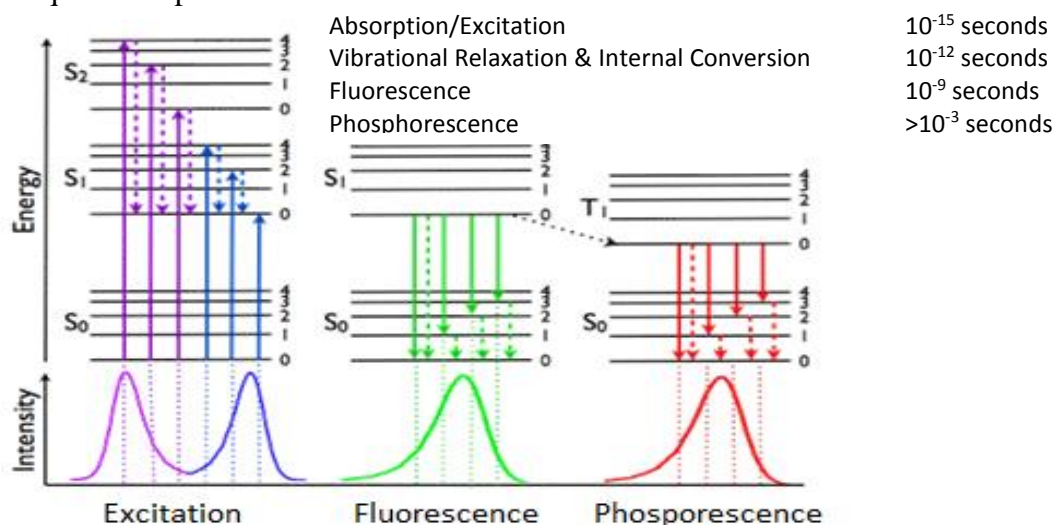 Absorption/Excitation 10⁻¹⁵ seconds
Vibrational Relaxation & Internal Conversion 10⁻¹² seconds
Fluorescence 10⁻⁹ seconds
Phosphorescence >10⁻³ seconds
Energy
S₂
4
3
2
1
0
S₁
4
3
2
1
0
S₀
4
3
2
1
0
S₁
4
3
2
1
0
S₀
4
3
2
1
0
T₁
4
3
2
1
0
S₀
4
3
2
1
0
Intensity
Excitation
Fluorescence
Phosporescence